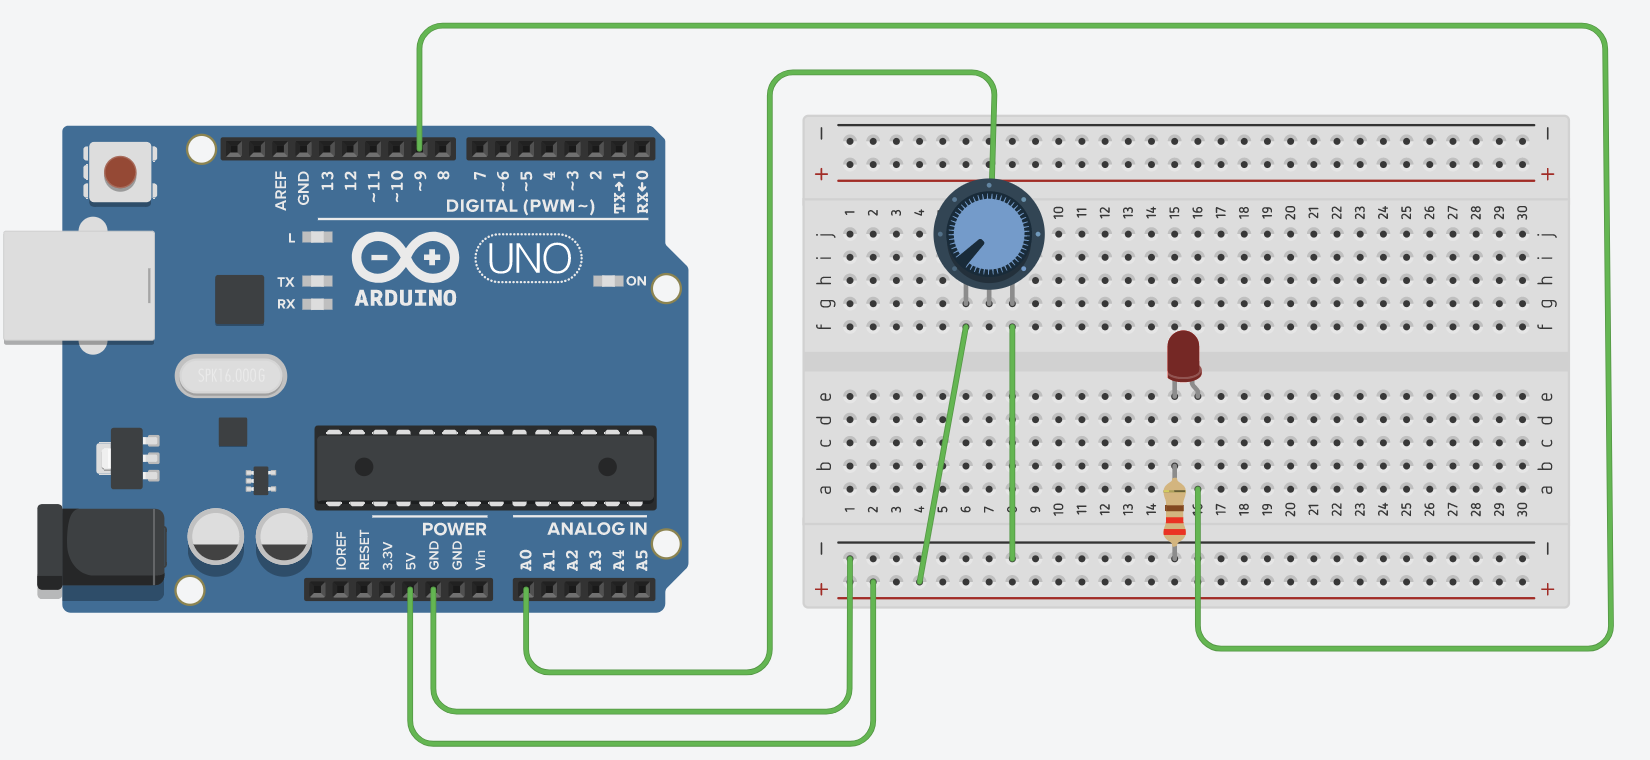 AREF
GND
13
12
~11
~10
~9
8
7
~6
~5
4
~3
2
TX→1
RX←0
DIGITAL (PWM~)
L
TX
RX
UNO
ON
ARDUINO
SPK16.000G
POWER
ANALOG IN
IOREF
RESET
3.3V
5V
GND
GND
Vin
A0
A1
A2
A3
A4
A5
− −
+ +
1 2 3 4 10 11 12 13 14 15 16 17 18 19 20 21 22 23 24 25 26 27 28 29 30
j j
i i
h h
g g
f f
e e
d d
c c
b b
a a
1 2 3 4 5 6 7 8 9 10 11 12 13 14 15 16 17 18 19 20 21 22 23 24 25 26 27 28 29 30
− −
+ +